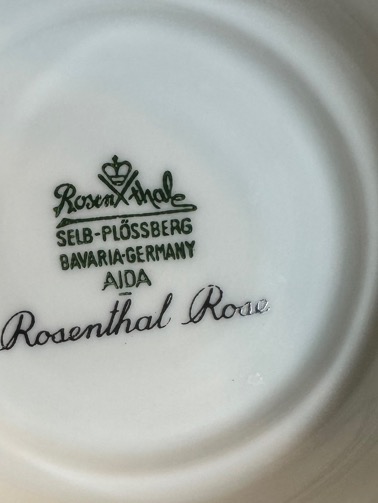 Rosenthal
SELB-PLÖSSBERG
BAVARIA-GERMANY
AIDA
Rosenthal Rose